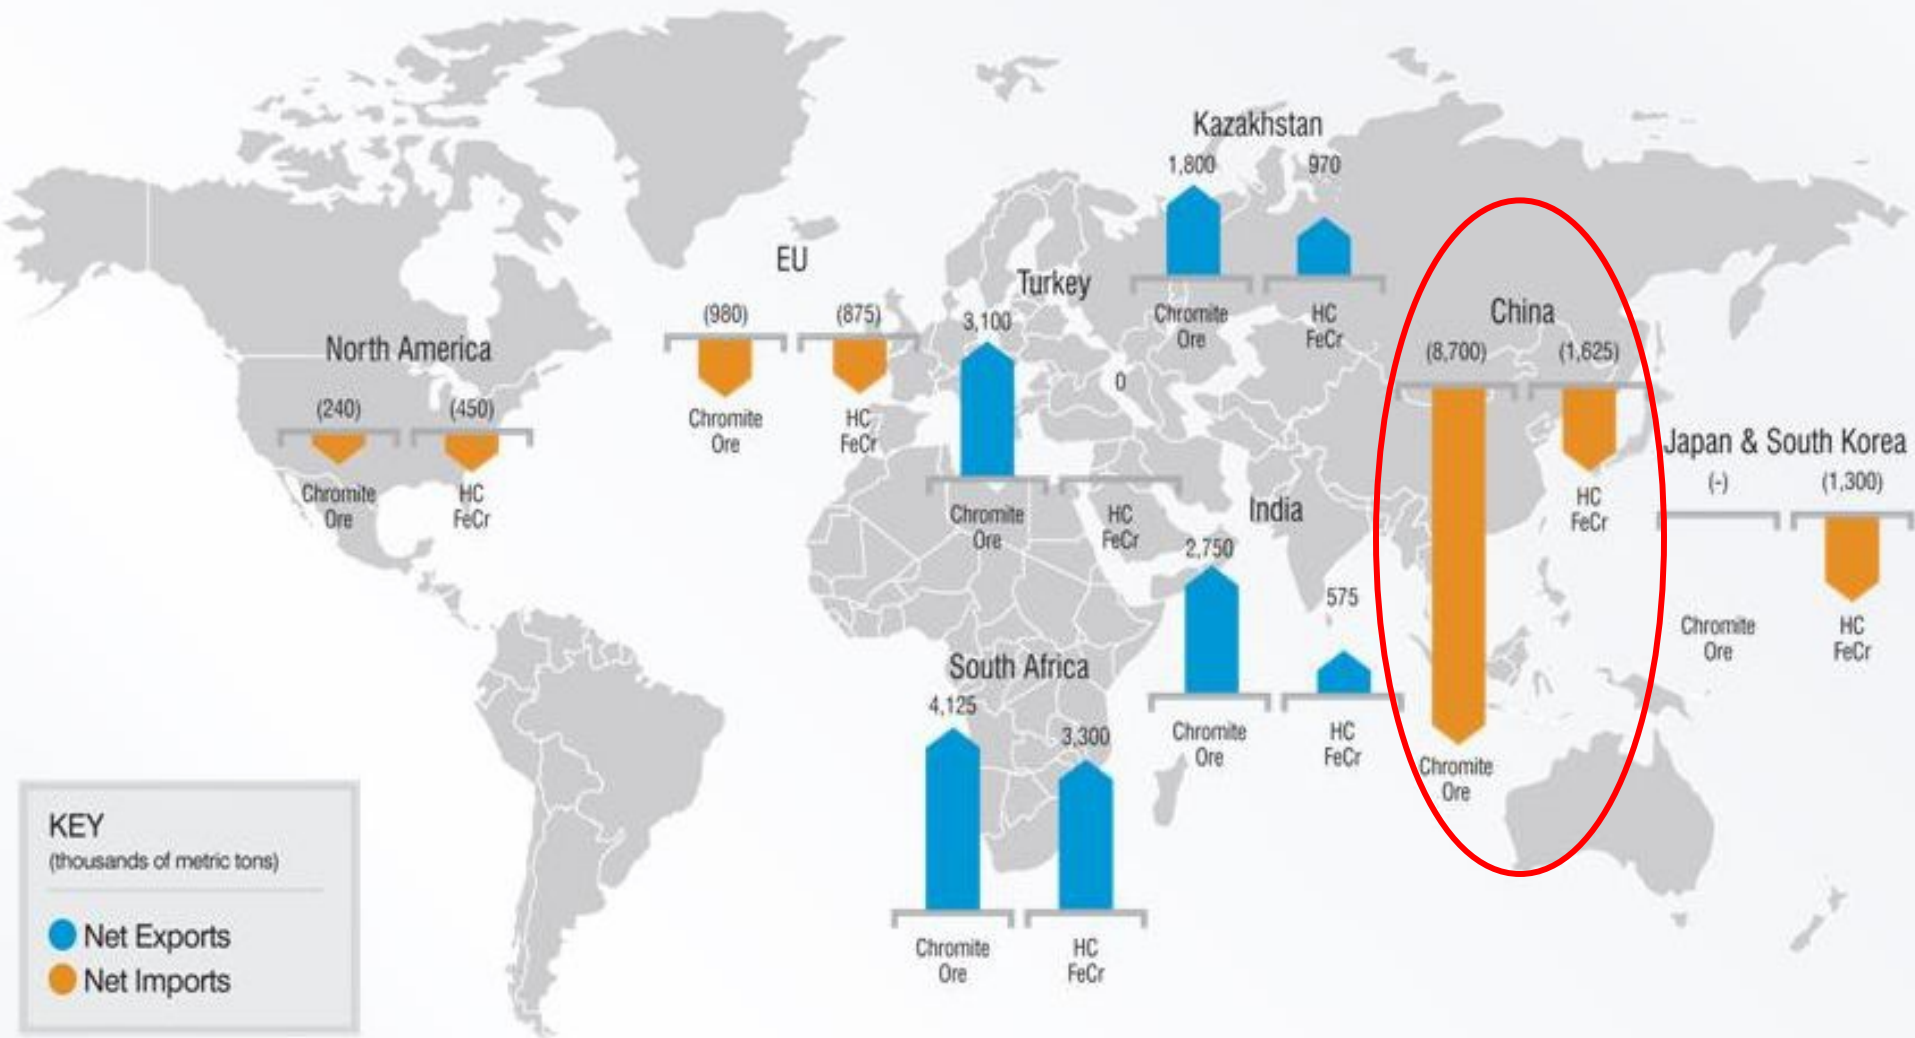 Kazakhstan
1,800
970
Chromite
Ore
HC
FeCr
EU
(980)
(875)
Chromite
Ore
HC
FeCr
Turkey
3,100
0
Chromite
Ore
HC
FeCr
China
(8,700)
(1,625)
Chromite
Ore
HC
FeCr
North America
(240)
(450)
Chromite
Ore
HC
FeCr
Japan & South Korea
(-)
(1,300)
Chromite
Ore
HC
FeCr
India
2,750
575
Chromite
Ore
HC
FeCr
South Africa
4,125
3,300
Chromite
Ore
HC
FeCr
KEY
(thousands of metric tons)
Net Exports
Net Imports